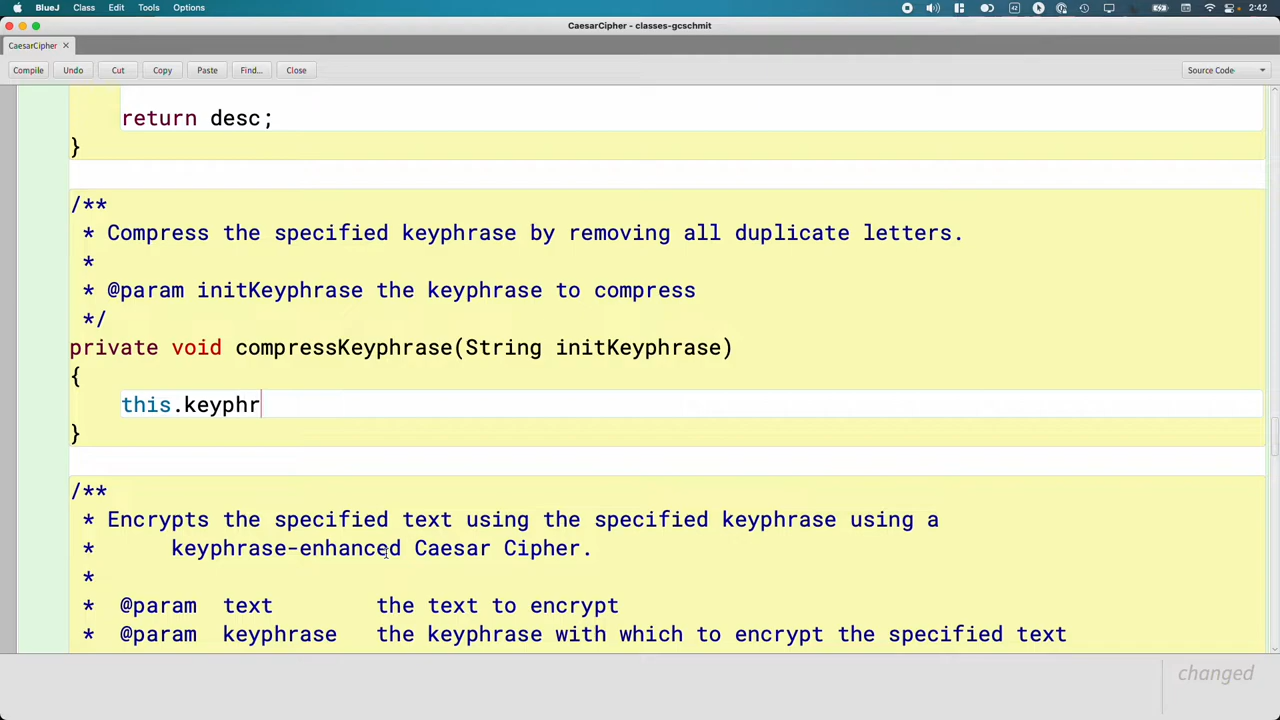 BlueJ Class Edit Tools Options 2:42
CaesarCipher - classes-gcschmit
CaesarCipher ×
Compile Undo Cut Copy Paste Find... Close Source Code
return desc;
}
/**
* Compress the specified keyphrase by removing all duplicate letters.
*
* @param initKeyphrase the keyphrase to compress
*/
private void compressKeyphrase(String initKeyphrase)
{
this.keyphr
}
/**
* Encrypts the specified text using the specified keyphrase using a
* keyphrase-enhanced Caesar Cipher.
*
* @param text the text to encrypt
* @param keyphrase the keyphrase with which to encrypt the specified text
changed